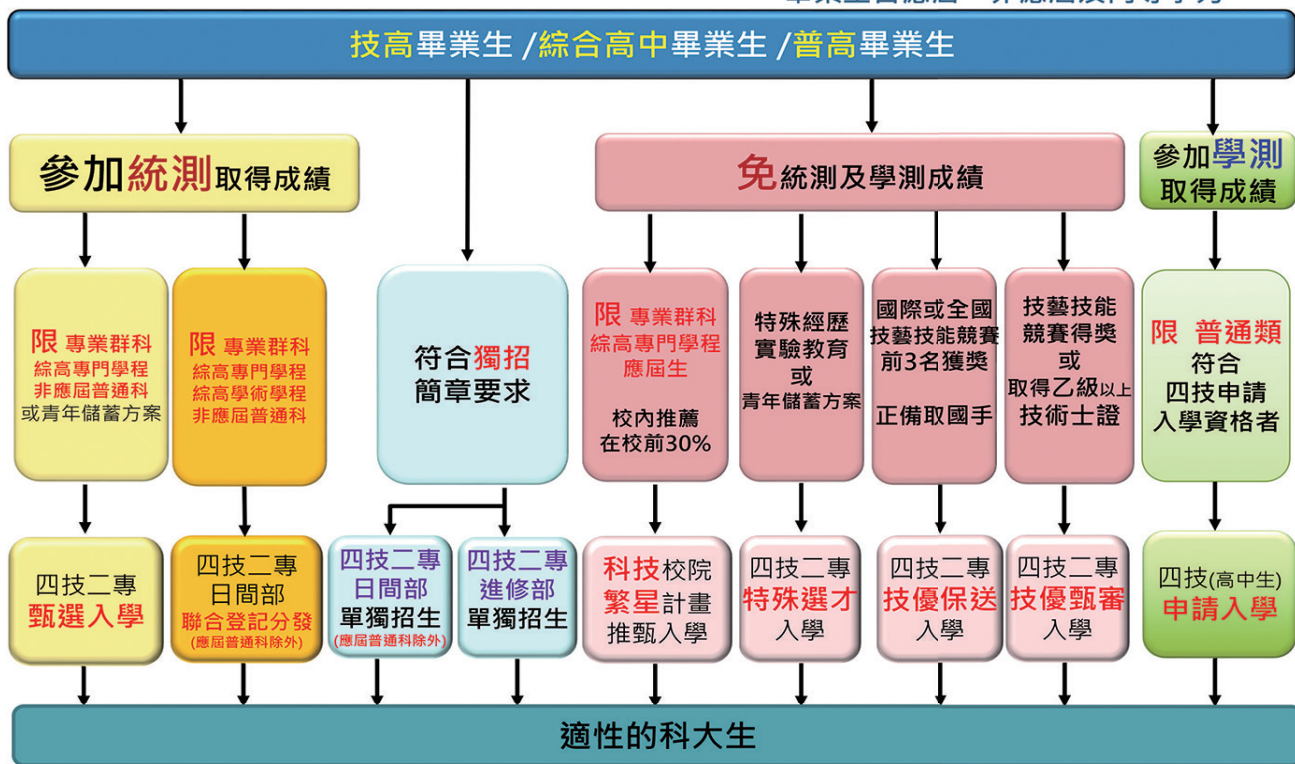 技高畢業生 /綜合高中畢業生 /普高畢業生
參加統測取得成績
免統測及學測成績
參加學測
取得成績
限 專業群科
綜高專門學程
非應屆普通科
或青年儲蓄方案
限 專業群科
綜高專門學程
綜高學術學程
非應屆普通科
符合獨招
簡章要求
限 專業群科
綜高專門學程
應屆生
校內推薦
在校前30%
特殊經歷
實驗教育
或
青年儲蓄方案
國際或全國
技藝技能競賽
前3名獲獎
正備取國手
技藝技能
競賽得獎
或
取得乙級以上
技術士證
限 普通類
符合
四技申請
入學資格者
四技二專
甄選入學
四技二專
日間部
聯合登記分發
(應屆普通科除外)
四技二專
日間部
單獨招生
(應屆普通科除外)
四技二專
進修部
單獨招生
科技校院
繁星計畫
推甄入學
四技二專
特殊選才
入學
四技二專
技優保送
入學
四技二專
技優甄審
入學
四技(高中生)
申請入學
適性的科大生